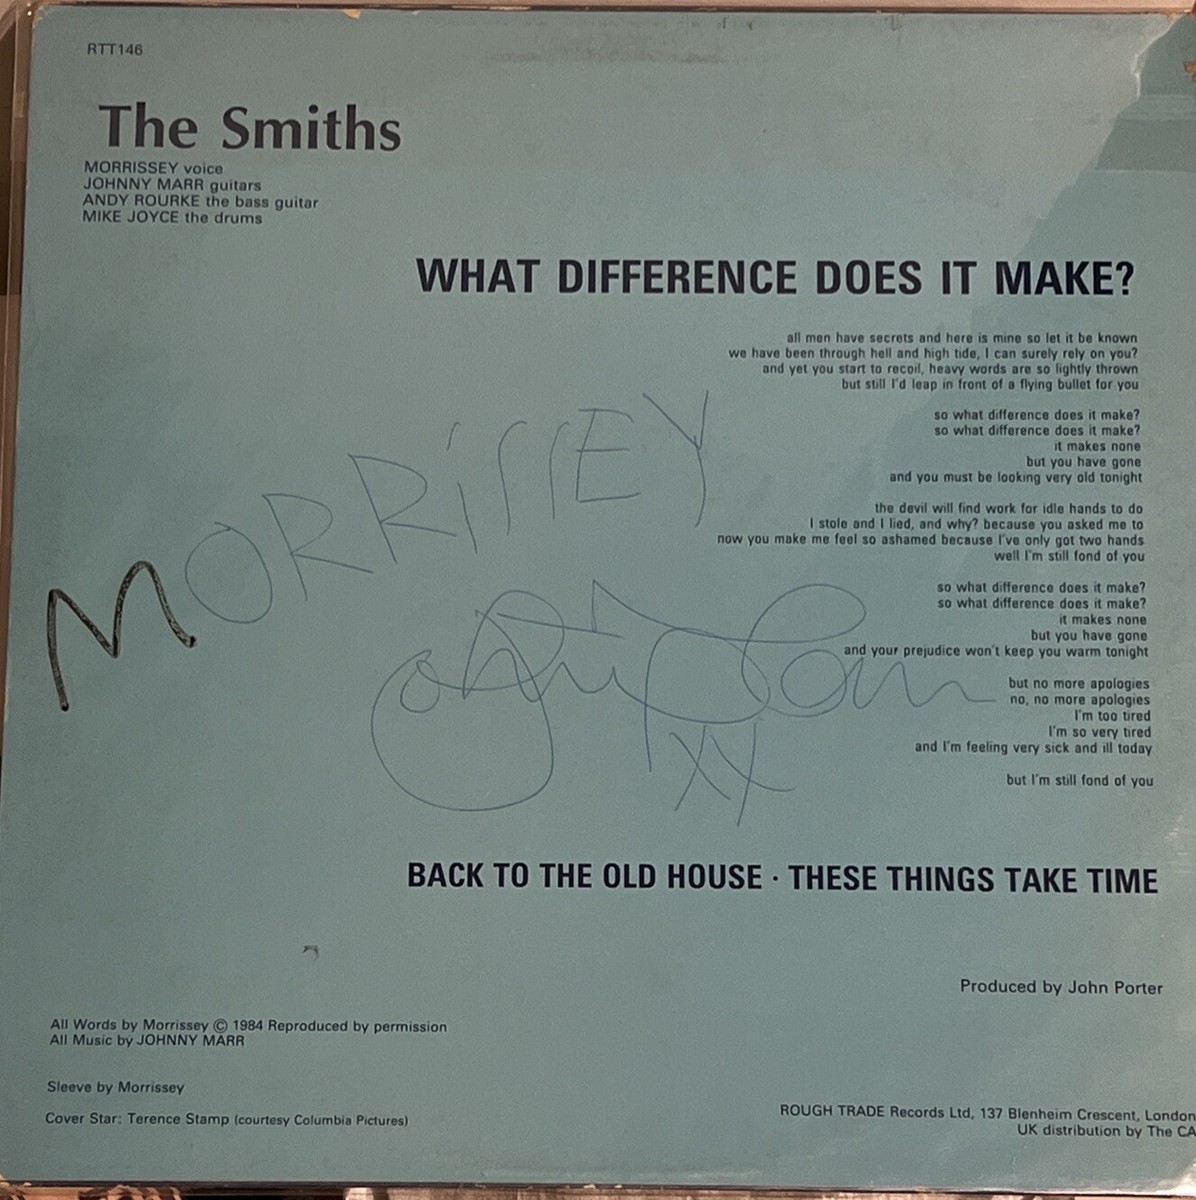 RTT146
The Smiths
MORRISSEY voice
JOHNNY MARR guitars
ANDY ROURKE the bass guitar
MIKE JOYCE the drums
WHAT DIFFERENCE DOES IT MAKE?
all men have secrets and here is mine so let it be known
we have been through hell and high tide, I can surely rely on you?
and yet you start to recoil, heavy words are so lightly thrown
but still I'd leap in front of a flying bullet for you
so what difference does it make?
so what difference does it make?
it makes none
but you have gone
and you must be looking very old tonight
the devil will find work for idle hands to do
I stole and I lied, and why? because you asked me to
now you make me feel so ashamed because I've only got two hands
well I'm still fond of you
so what difference does it make?
so what difference does it make?
it makes none
but you have gone
and your prejudice won't keep you warm tonight
but no more apologies
no, no more apologies
I'm too tired
I'm so very tired
and I'm feeling very sick and ill today
but I'm still fond of you
MORRISSEY
XX
BACK TO THE OLD HOUSE · THESE THINGS TAKE TIME
Produced by John Porter
All Words by Morrissey © 1984 Reproduced by permission
All Music by JOHNNY MARR
Sleeve by Morrissey
Cover Star: Terence Stamp (courtesy Columbia Pictures)
ROUGH TRADE Records Ltd, 137 Blenheim Crescent, London
UK distribution by The CA